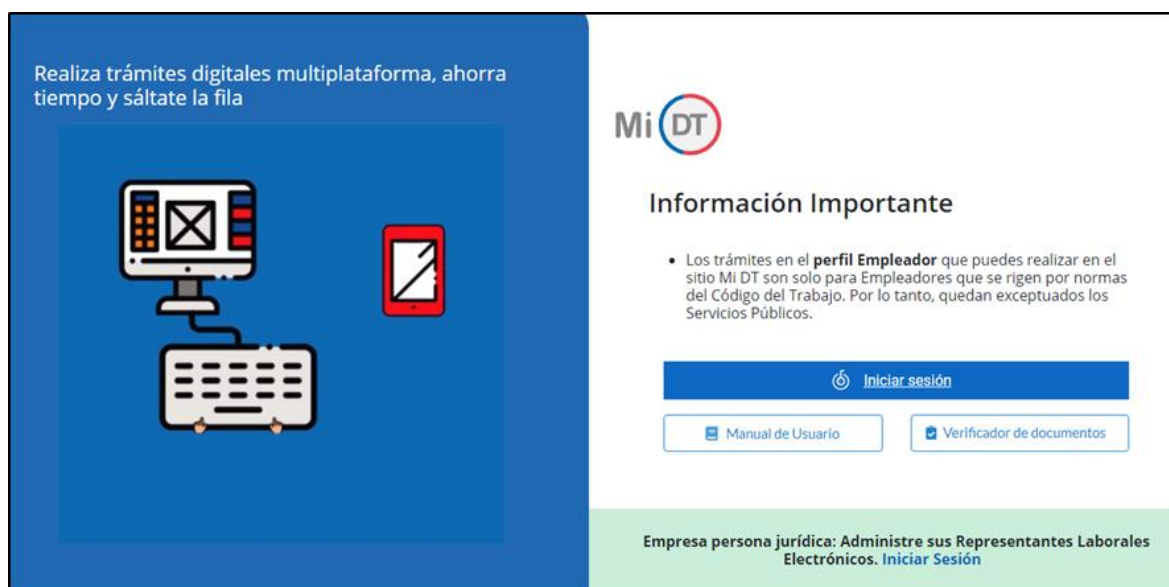 Realiza trámites digitales multiplataforma, ahorra
tiempo y sáltate la fila
Mi DT
Información Importante
• Los trámites en el perfil Empleador que puedes realizar en el
sitio Mi DT son solo para Empleadores que se rigen por normas
del Código del Trabajo. Por lo tanto, quedan exceptuados los
Servicios Públicos.
Iniciar sesión
Manual de Usuario
Verificador de documentos
Empresa persona jurídica: Administre sus Representantes Laborales
Electrónicos. Iniciar Sesión